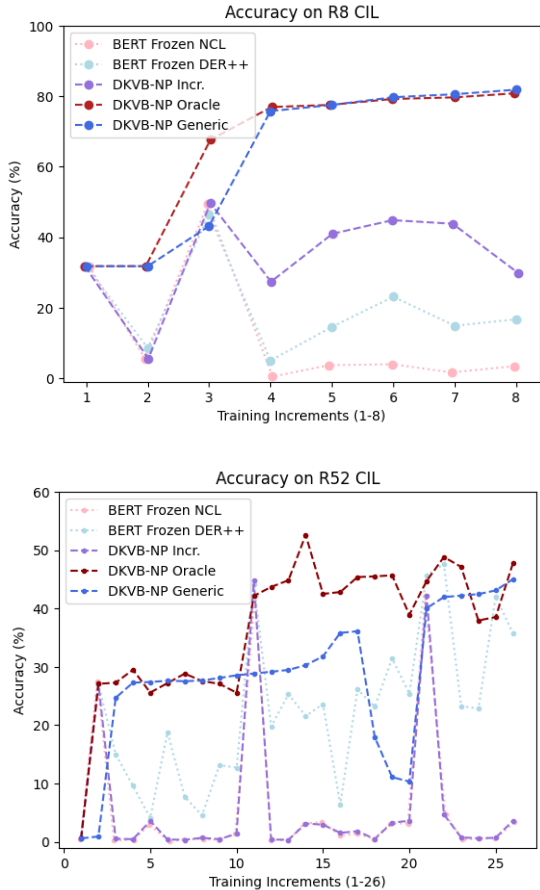 Accuracy on R8 CIL
100
80
60
40
20
0
Accuracy (%)
BERT Frozen NCL
BERT Frozen DER++
DKVB-NP Incr.
DKVB-NP Oracle
DKVB-NP Generic
1 2 3 4 5 6 7 8
Training Increments (1-8)
Accuracy on R52 CIL
60
50
40
30
20
10
0
Accuracy (%)
BERT Frozen NCL
BERT Frozen DER++
DKVB-NP Incr.
DKVB-NP Oracle
DKVB-NP Generic
0 5 10 15 20 25
Training Increments (1-26)